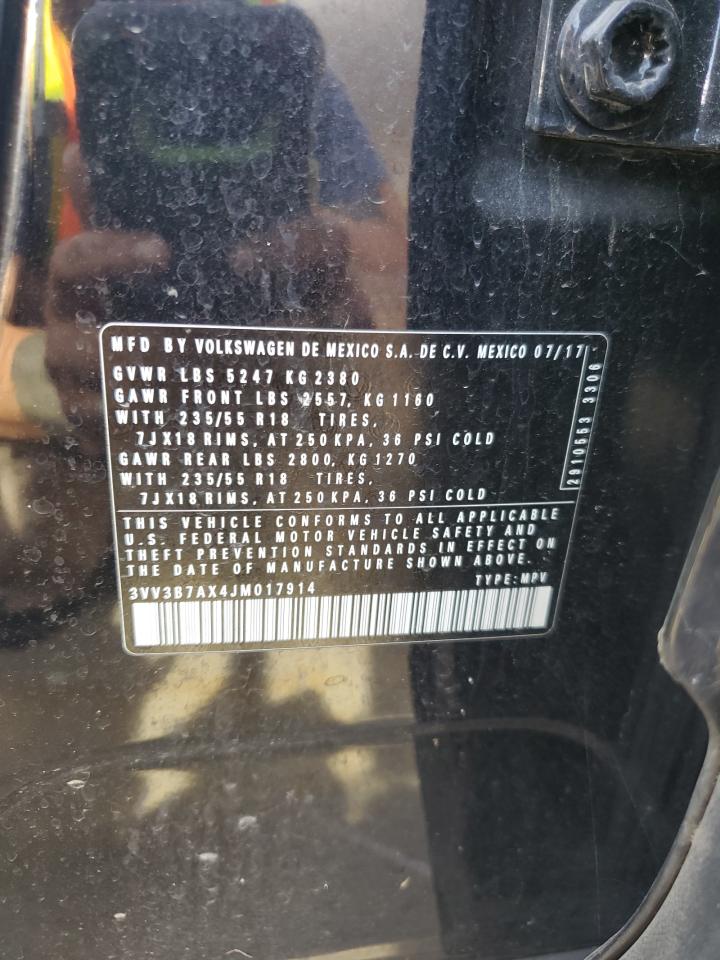 MFD BY VOLKSWAGEN DE MEXICO S.A. DE C.V. MEXICO 07/17
GVWR LBS 5247 KG 2380
GAWR FRONT LBS 2557, KG 1160
WITH 235/55 R18 TIRES,
7JX18 RIMS, AT 250 KPA, 36 PSI COLD
GAWR REAR LBS 2800, KG 1270
WITH 235/55 R18 TIRES,
7JX18 RIMS, AT 250 KPA, 36 PSI COLD
2910553 3306
THIS VEHICLE CONFORMS TO ALL APPLICABLE
U.S. FEDERAL MOTOR VEHICLE SAFETY AND
THEFT PREVENTION STANDARDS IN EFFECT ON
THE DATE OF MANUFACTURE SHOWN ABOVE.
3VV3B7AX4JM017914 TYPE: MPV